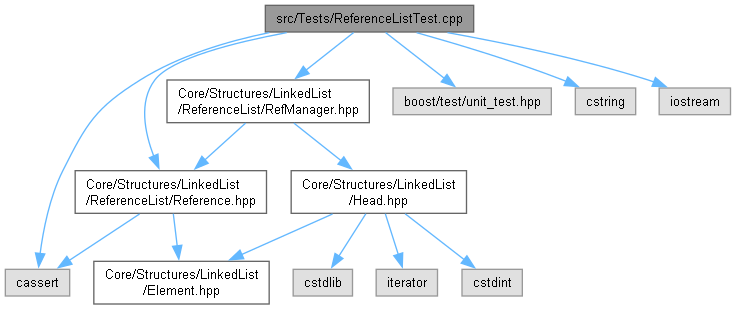 src/Tests/ReferenceListTest.cpp
Core/Structures/LinkedList
/ReferenceList/RefManager.hpp
boost/test/unit_test.hpp
cstring
iostream
Core/Structures/LinkedList
/ReferenceList/Reference.hpp
Core/Structures/LinkedList
/Head.hpp
cassert
Core/Structures/LinkedList
/Element.hpp
cstdlib
iterator
cstdint